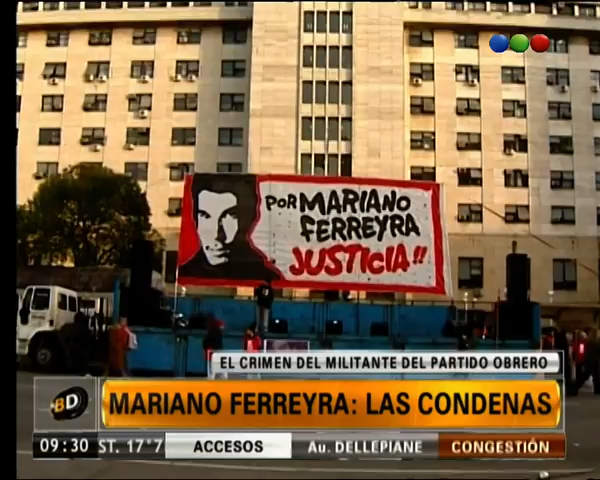 POR MARIANO
FERREYRA
JUSTICIA!!
EL CRIMEN DEL MILITANTE DEL PARTIDO OBRERO
BD
MARIANO FERREYRA: LAS CONDENAS
09:30 ST. 17°7 ACCESOS Au. DELLEPIANE CONGESTIÓN